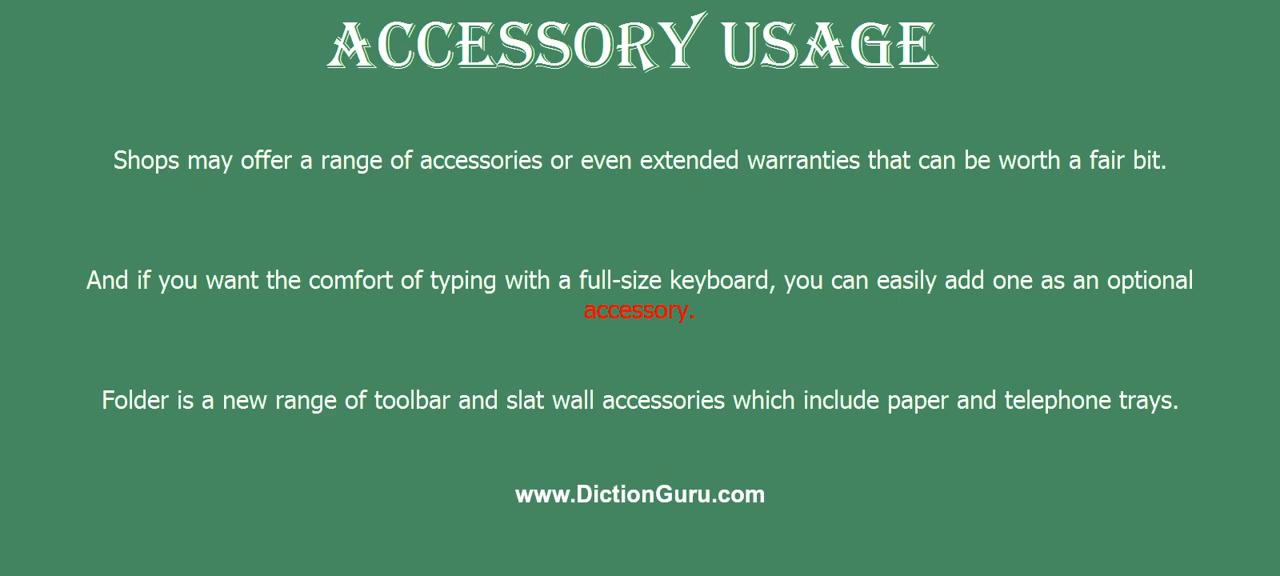 ACCESSORY USAGE
Shops may offer a range of accessories or even extended warranties that can be worth a fair bit.
And if you want the comfort of typing with a full-size keyboard, you can easily add one as an optional
accessory.
Folder is a new range of toolbar and slat wall accessories which include paper and telephone trays.
www.DictionGuru.com